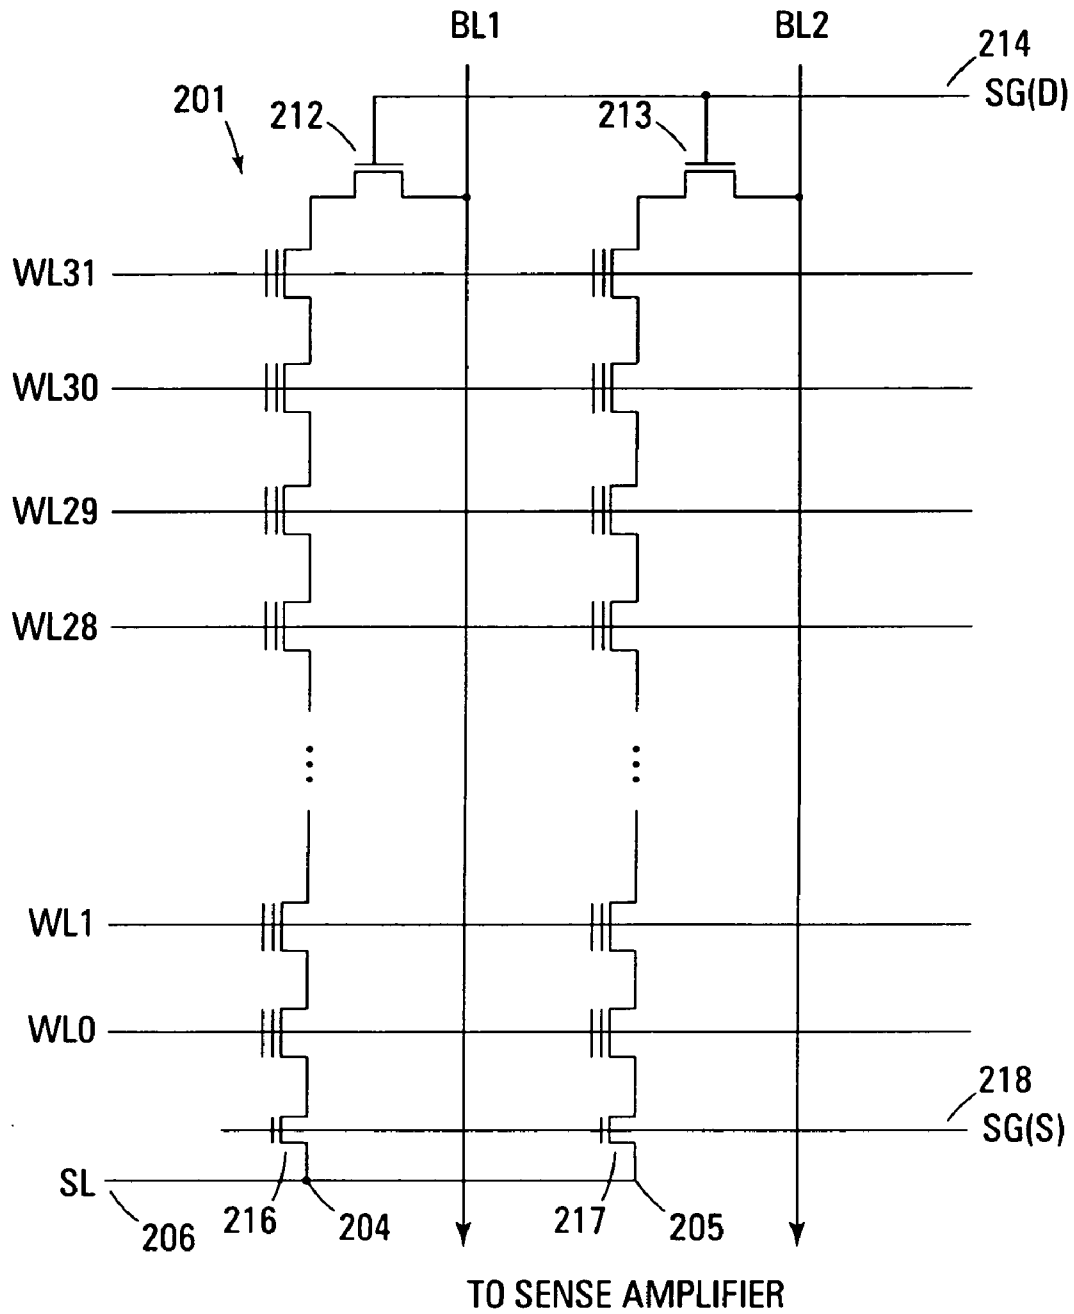 BL1 BL2
214
SG(D)
201
212
213
WL31
WL30
WL29
WL28
WL1
WL0
218
SG(S)
SL
206
216
204
217
205
TO SENSE AMPLIFIER